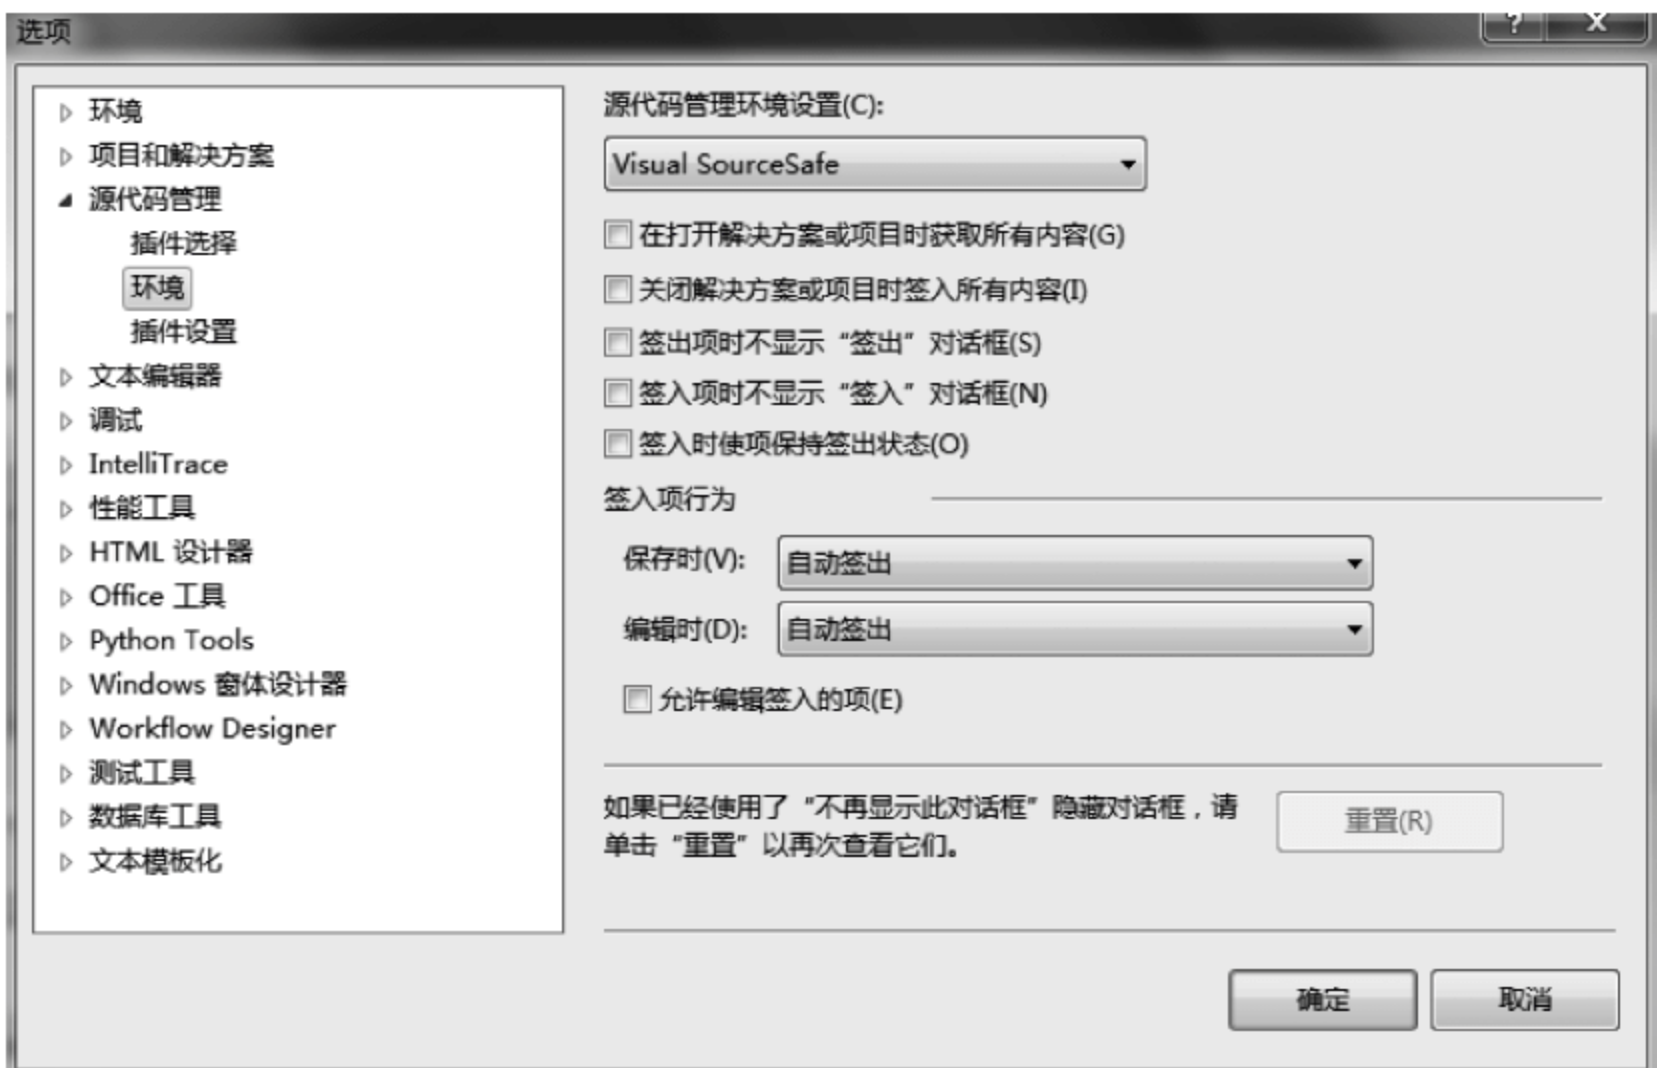 选项
? X
环境
项目和解决方案
源代码管理
插件选择
环境
插件设置
文本编辑器
调试
IntelliTrace
性能工具
HTML 设计器
Office 工具
Python Tools
Windows 窗体设计器
Workflow Designer
测试工具
数据库工具
文本模板化
源代码管理环境设置(C):
Visual SourceSafe
在打开解决方案或项目时获取所有内容(G)
关闭解决方案或项目时签入所有内容(I)
签出项时不显示“签出”对话框(S)
签入项时不显示“签入”对话框(N)
签入时使项保持签出状态(O)
签入项行为
保存时(V): 自动签出
编辑时(D): 自动签出
允许编辑签入的项(E)
如果已经使用了“不再显示此对话框”隐藏对话框，请
单击“重置”以再次查看它们。
重置(R)
确定 取消